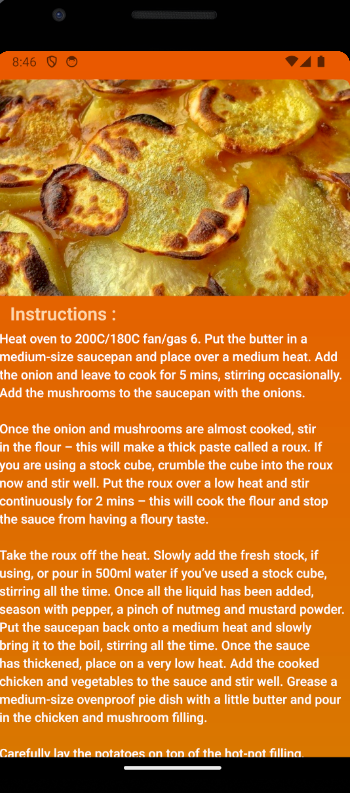 8:46
Instructions :
Heat oven to 200C/180C fan/gas 6. Put the butter in a
medium-size saucepan and place over a medium heat. Add
the onion and leave to cook for 5 mins, stirring occasionally.
Add the mushrooms to the saucepan with the onions.
Once the onion and mushrooms are almost cooked, stir
in the flour – this will make a thick paste called a roux. If
you are using a stock cube, crumble the cube into the roux
now and stir well. Put the roux over a low heat and stir
continuously for 2 mins – this will cook the flour and stop
the sauce from having a floury taste.
Take the roux off the heat. Slowly add the fresh stock, if
using, or pour in 500ml water if you’ve used a stock cube,
stirring all the time. Once all the liquid has been added,
season with pepper, a pinch of nutmeg and mustard powder.
Put the saucepan back onto a medium heat and slowly
bring it to the boil, stirring all the time. Once the sauce
has thickened, place on a very low heat. Add the cooked
chicken and vegetables to the sauce and stir well. Grease a
medium-size ovenproof pie dish with a little butter and pour
in the chicken and mushroom filling.
Carefully lay the potatoes on top of the hot-pot filling,